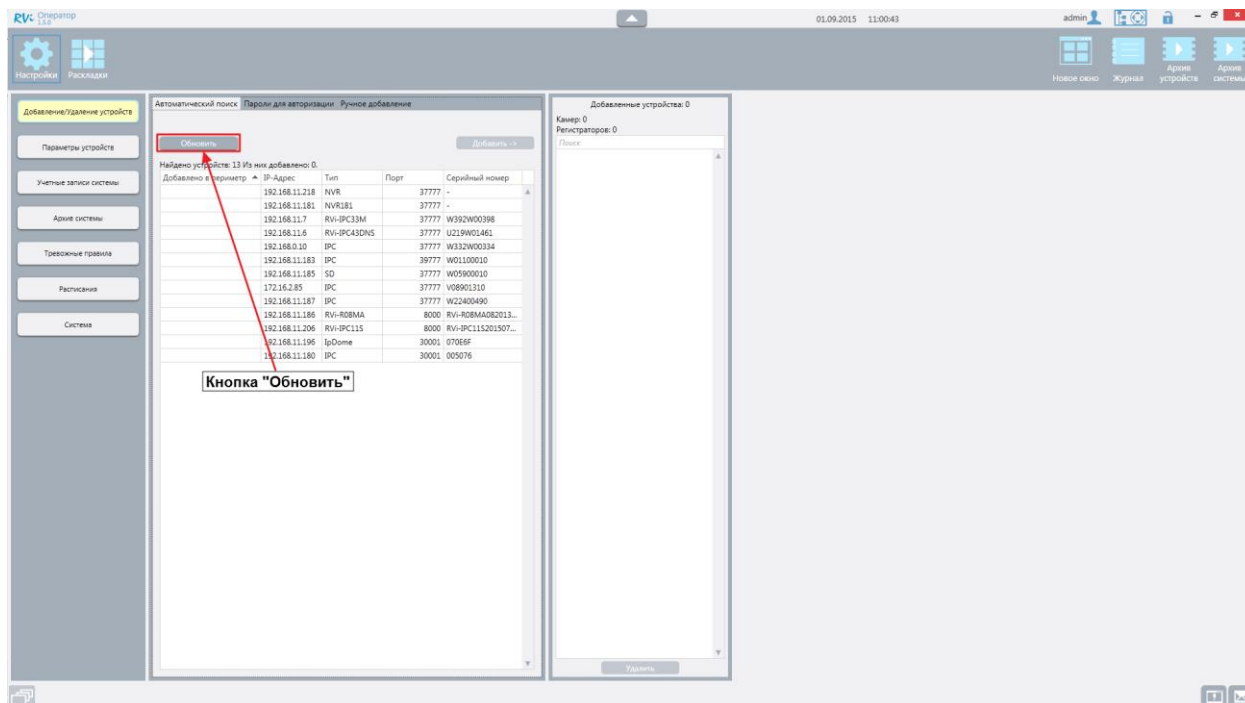 RVi Оператор
1.5.0
01.09.2015 11:00:43
admin
Настройки Раскладки
Новое окно Журнал Архив устройств Архив системы
Добавление/Удаление устройств
Параметры устройств
Учетные записи системы
Архив системы
Тревожные правила
Расписания
Система
Автоматический поиск Пароли для авторизации Ручное добавление
Обновить Добавить ->
Найдено устройств: 13 Из них добавлено: 0.
Добавлено в периметр IP-Адрес Тип Порт Серийный номер
192.168.11.218 NVR 37777 -
192.168.11.181 NVR181 37777 -
192.168.11.7 RVi-IPC33M 37777 W392W00398
192.168.11.6 RVi-IPC43DNS 37777 U219W01461
192.168.0.10 IPC 37777 W332W00334
192.168.11.183 IPC 39777 W01100010
192.168.11.185 SD 37777 W05900010
172.16.2.85 IPC 37777 V08901310
192.168.11.187 IPC 37777 W22400490
192.168.11.186 RVi-R08MA 8000 RVi-R08MA082013...
192.168.11.206 RVi-IPC11S 8000 RVi-IPC11S201507...
192.168.11.196 IpDome 30001 070E6F
192.168.11.180 IPC 30001 005076
Кнопка "Обновить"
Добавленные устройства: 0
Камер: 0
Регистраторов: 0
Поиск
Удалить